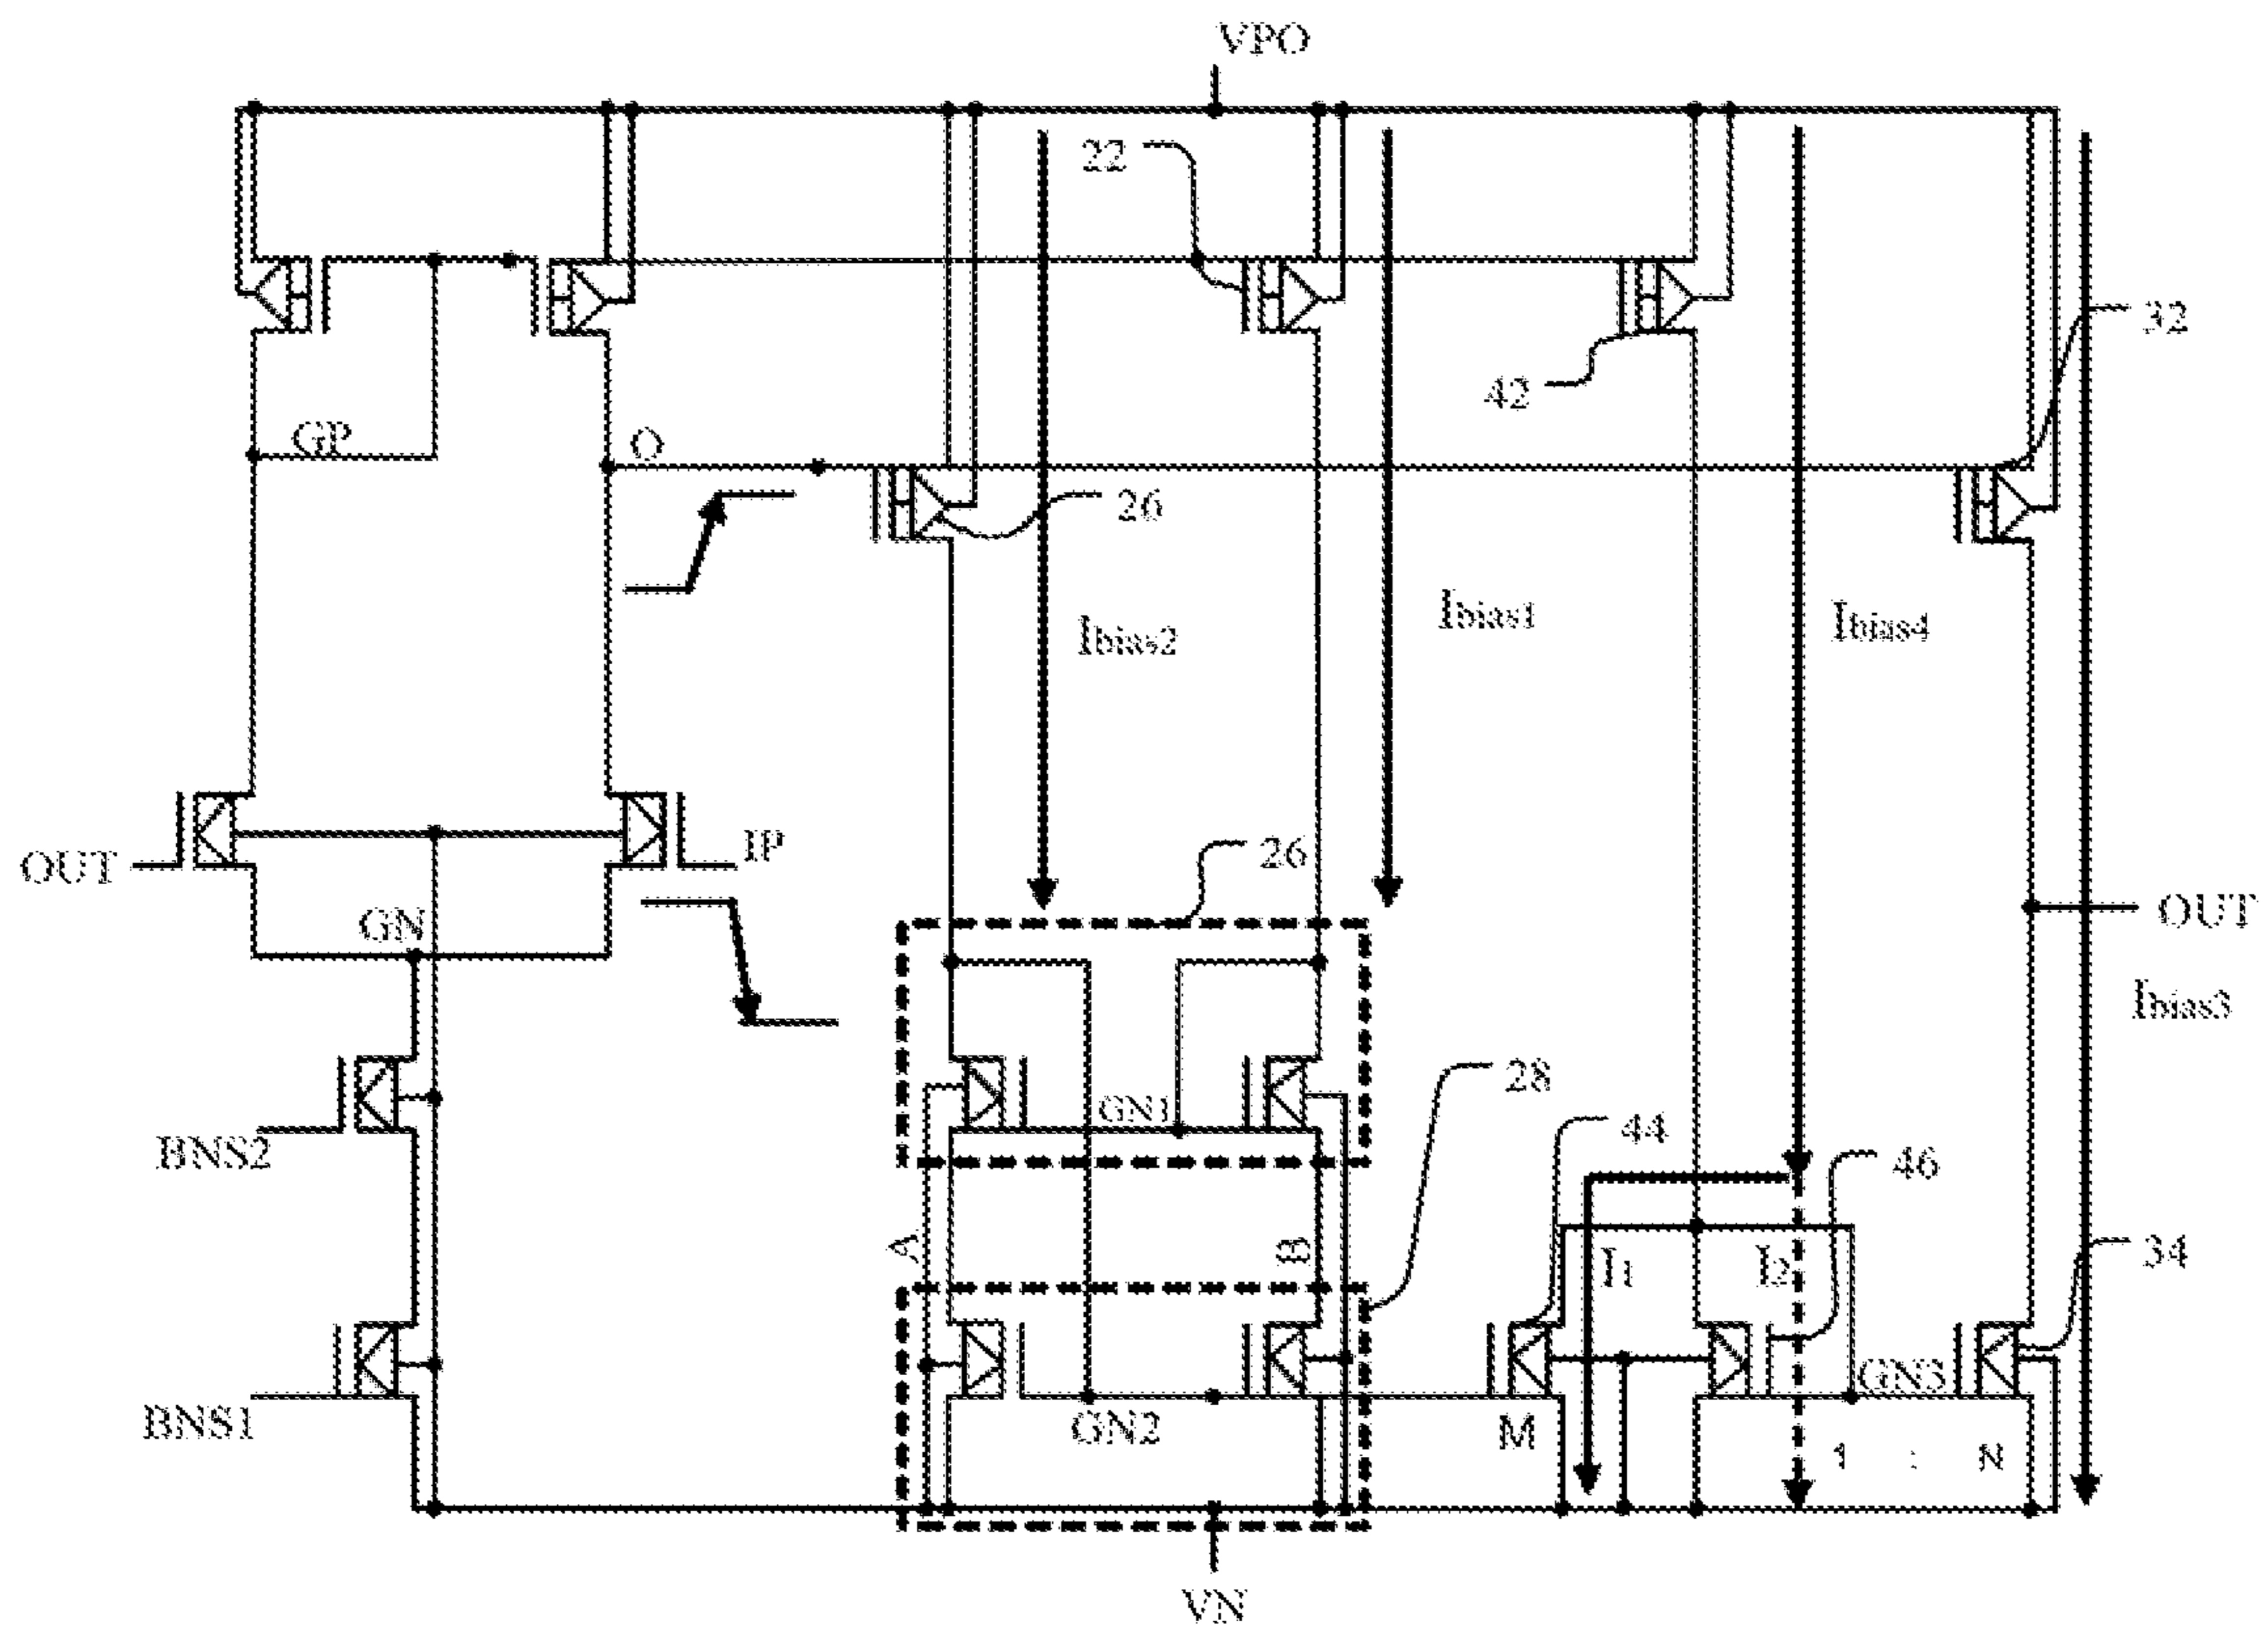 VPO
22
32
42
GP
O
26
Ibias2
Ibias1
Ibias4
OUT
IP
26
OUT
GN
Ibias3
28
GN1
44
BNS2
46
A
B
I1
I2
34
GN3
BNS1
GN2
M
1 : N
VN